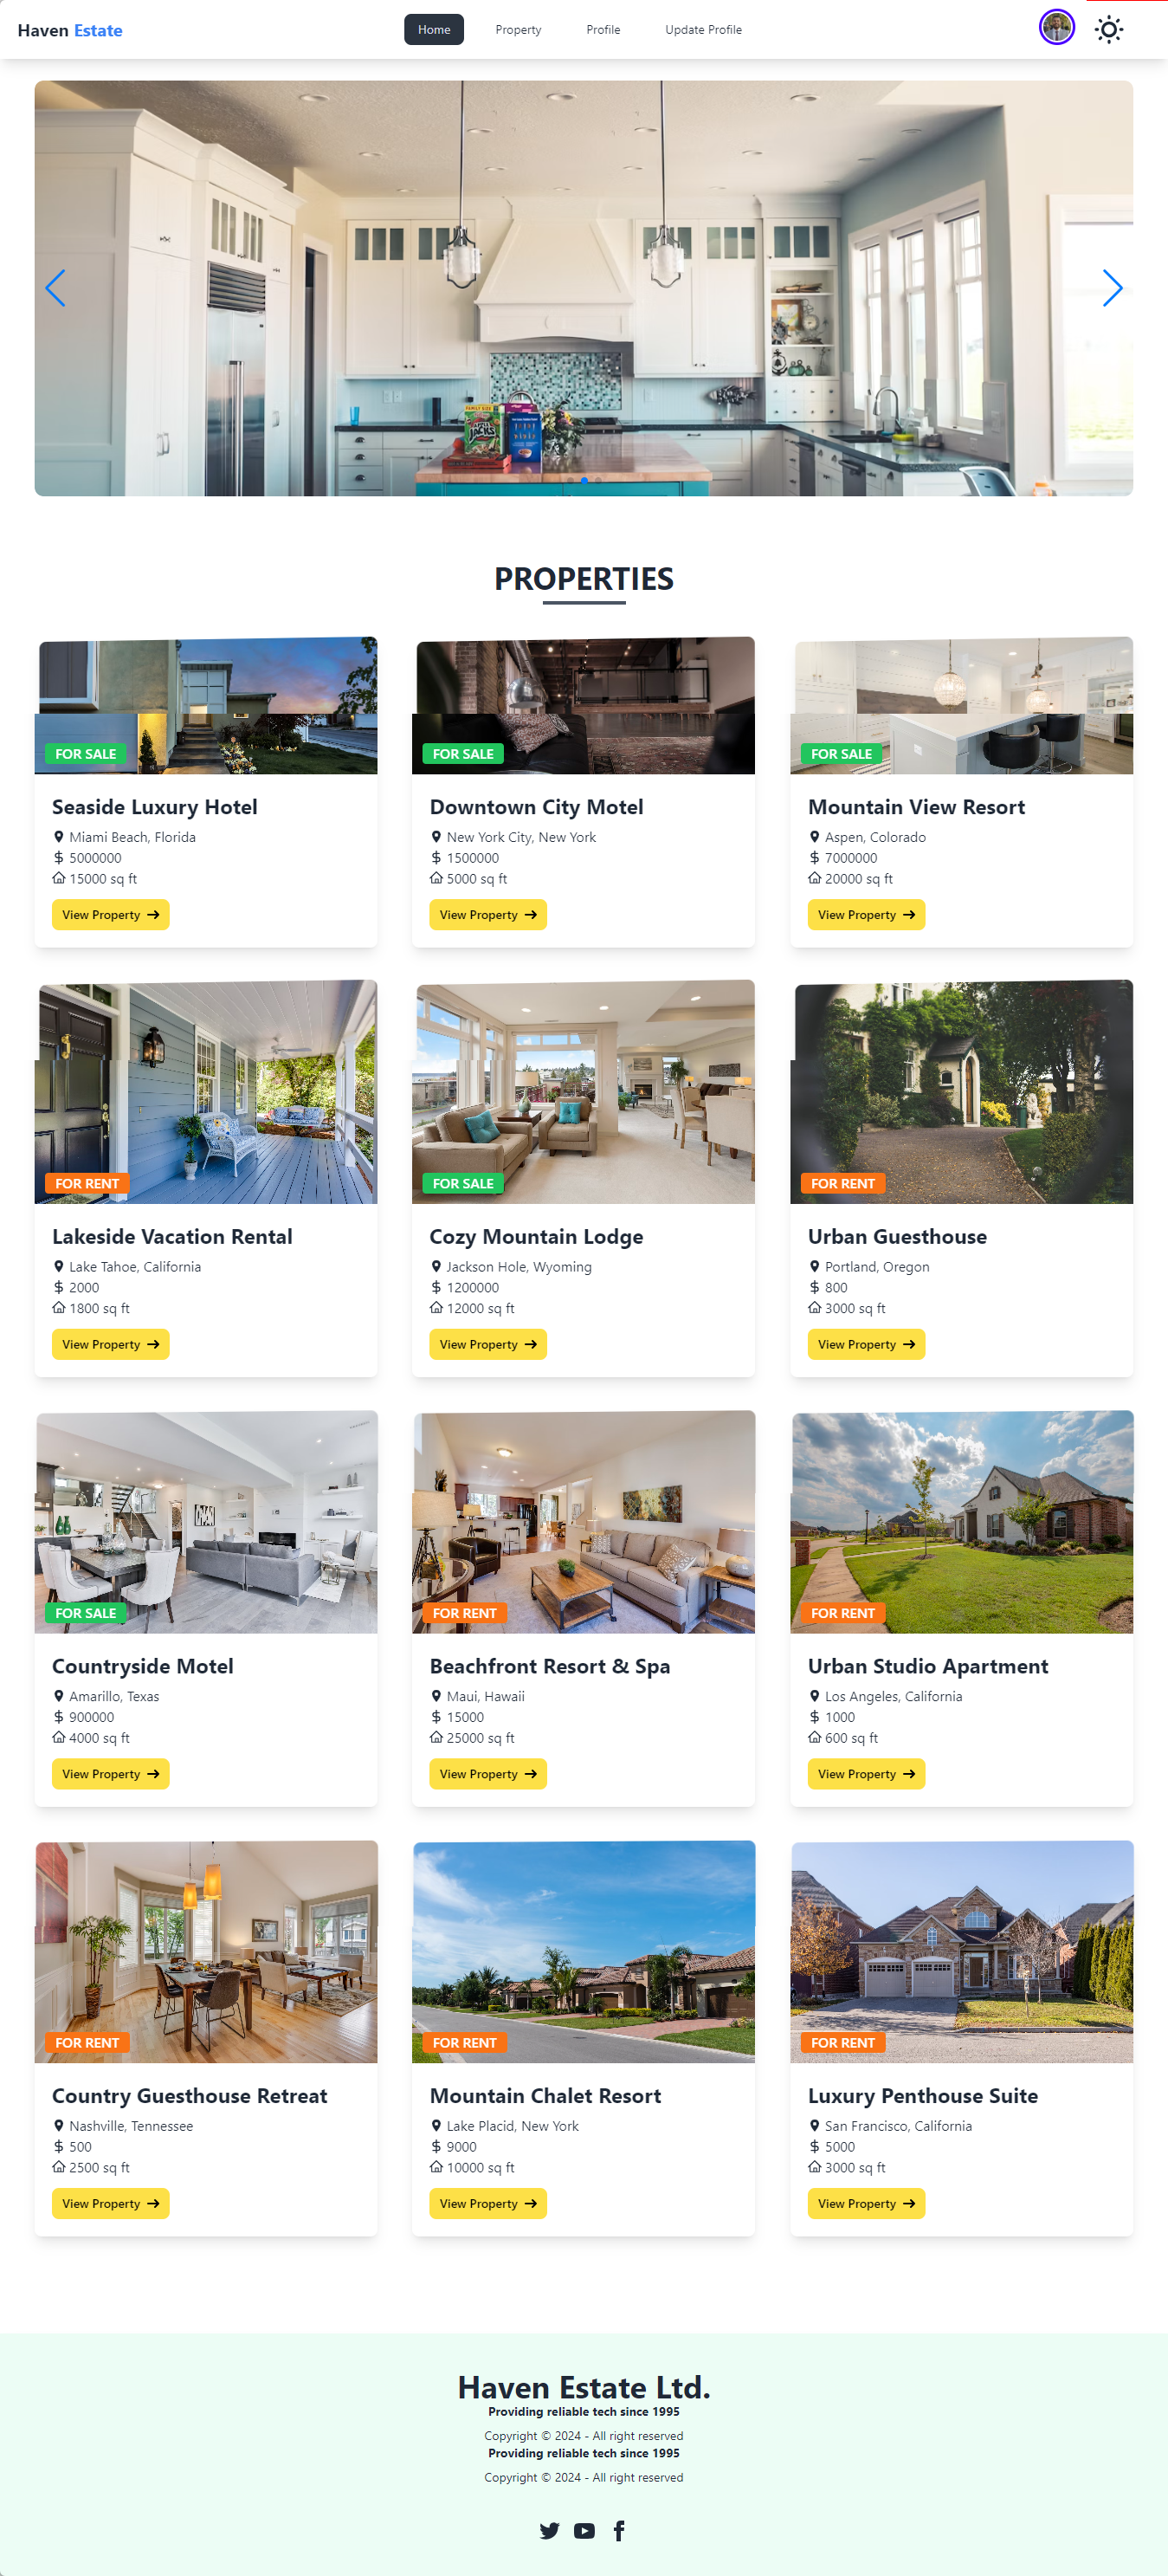 Haven Estate
Home
Property
Profile
Update Profile
FAMILY SIZE
APPLE
JACKS
PROPERTIES
FOR SALE
FOR SALE
FOR SALE
Seaside Luxury Hotel
Miami Beach, Florida
$ 5000000
15000 sq ft
View Property
Downtown City Motel
New York City, New York
$ 1500000
5000 sq ft
View Property
Mountain View Resort
Aspen, Colorado
$ 7000000
20000 sq ft
View Property
FOR RENT
FOR SALE
FOR RENT
Lakeside Vacation Rental
Lake Tahoe, California
$ 2000
1800 sq ft
View Property
Cozy Mountain Lodge
Jackson Hole, Wyoming
$ 1200000
12000 sq ft
View Property
Urban Guesthouse
Portland, Oregon
$ 800
3000 sq ft
View Property
FOR SALE
FOR RENT
FOR RENT
Countryside Motel
Amarillo, Texas
$ 900000
4000 sq ft
View Property
Beachfront Resort & Spa
Maui, Hawaii
$ 15000
25000 sq ft
View Property
Urban Studio Apartment
Los Angeles, California
$ 1000
600 sq ft
View Property
FOR RENT
FOR RENT
FOR RENT
Country Guesthouse Retreat
Nashville, Tennessee
$ 500
2500 sq ft
View Property
Mountain Chalet Resort
Lake Placid, New York
$ 9000
10000 sq ft
View Property
Luxury Penthouse Suite
San Francisco, California
$ 5000
3000 sq ft
View Property
Haven Estate Ltd.
Providing reliable tech since 1995
Copyright © 2024 - All right reserved
Providing reliable tech since 1995
Copyright © 2024 - All right reserved